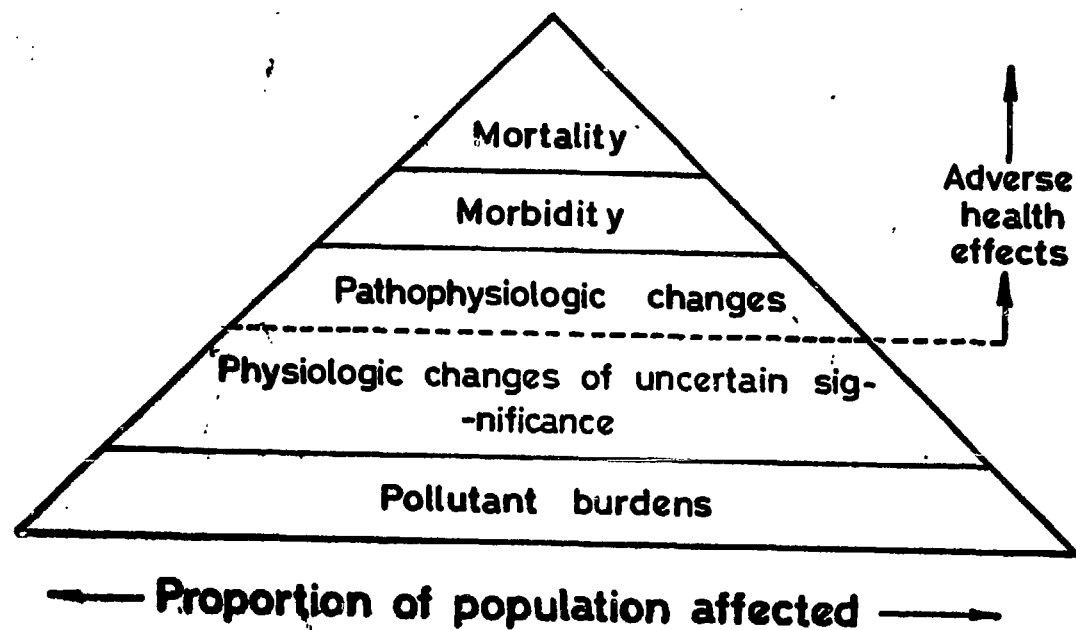 Mortality
Morbidity
Pathophysiologic changes
Physiologic changes of uncertain sig-
-nificance
Pollutant burdens
Adverse
health
effects
Proportion of population affected